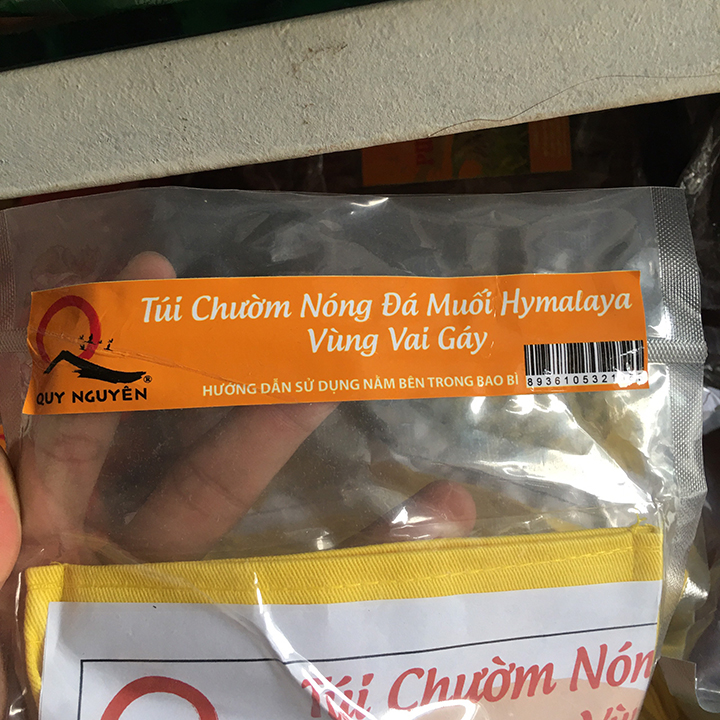 Túi Chườm Nóng Đá Muối Hymalaya
Vùng Vai Gáy
QUY NGUYÊN®
HƯỚNG DẪN SỬ DỤNG NẰM BÊN TRONG BAO BÌ
Túi Chườm Nón